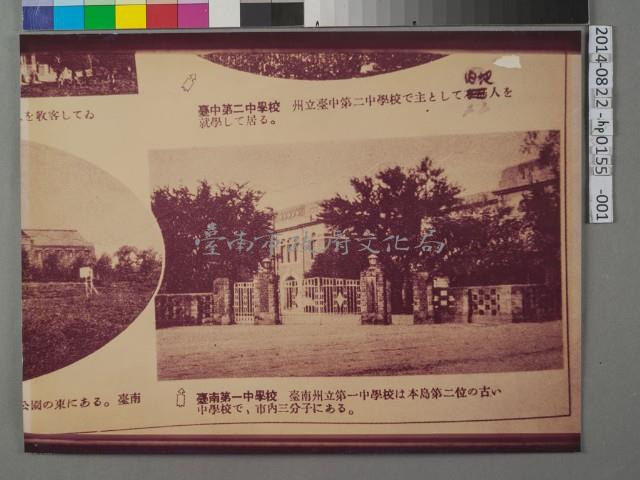 臺中第二中學校 州立臺中第二中學校で主として 人を
就學して居る。
を敎客してゐ
臺南市政府文化局
公園の東にある。臺南
臺南第一中學校 臺南州立第一中學校は本島第二位の古い
中學校で、市內三分子にある。
2014-0822-hp0155
-001